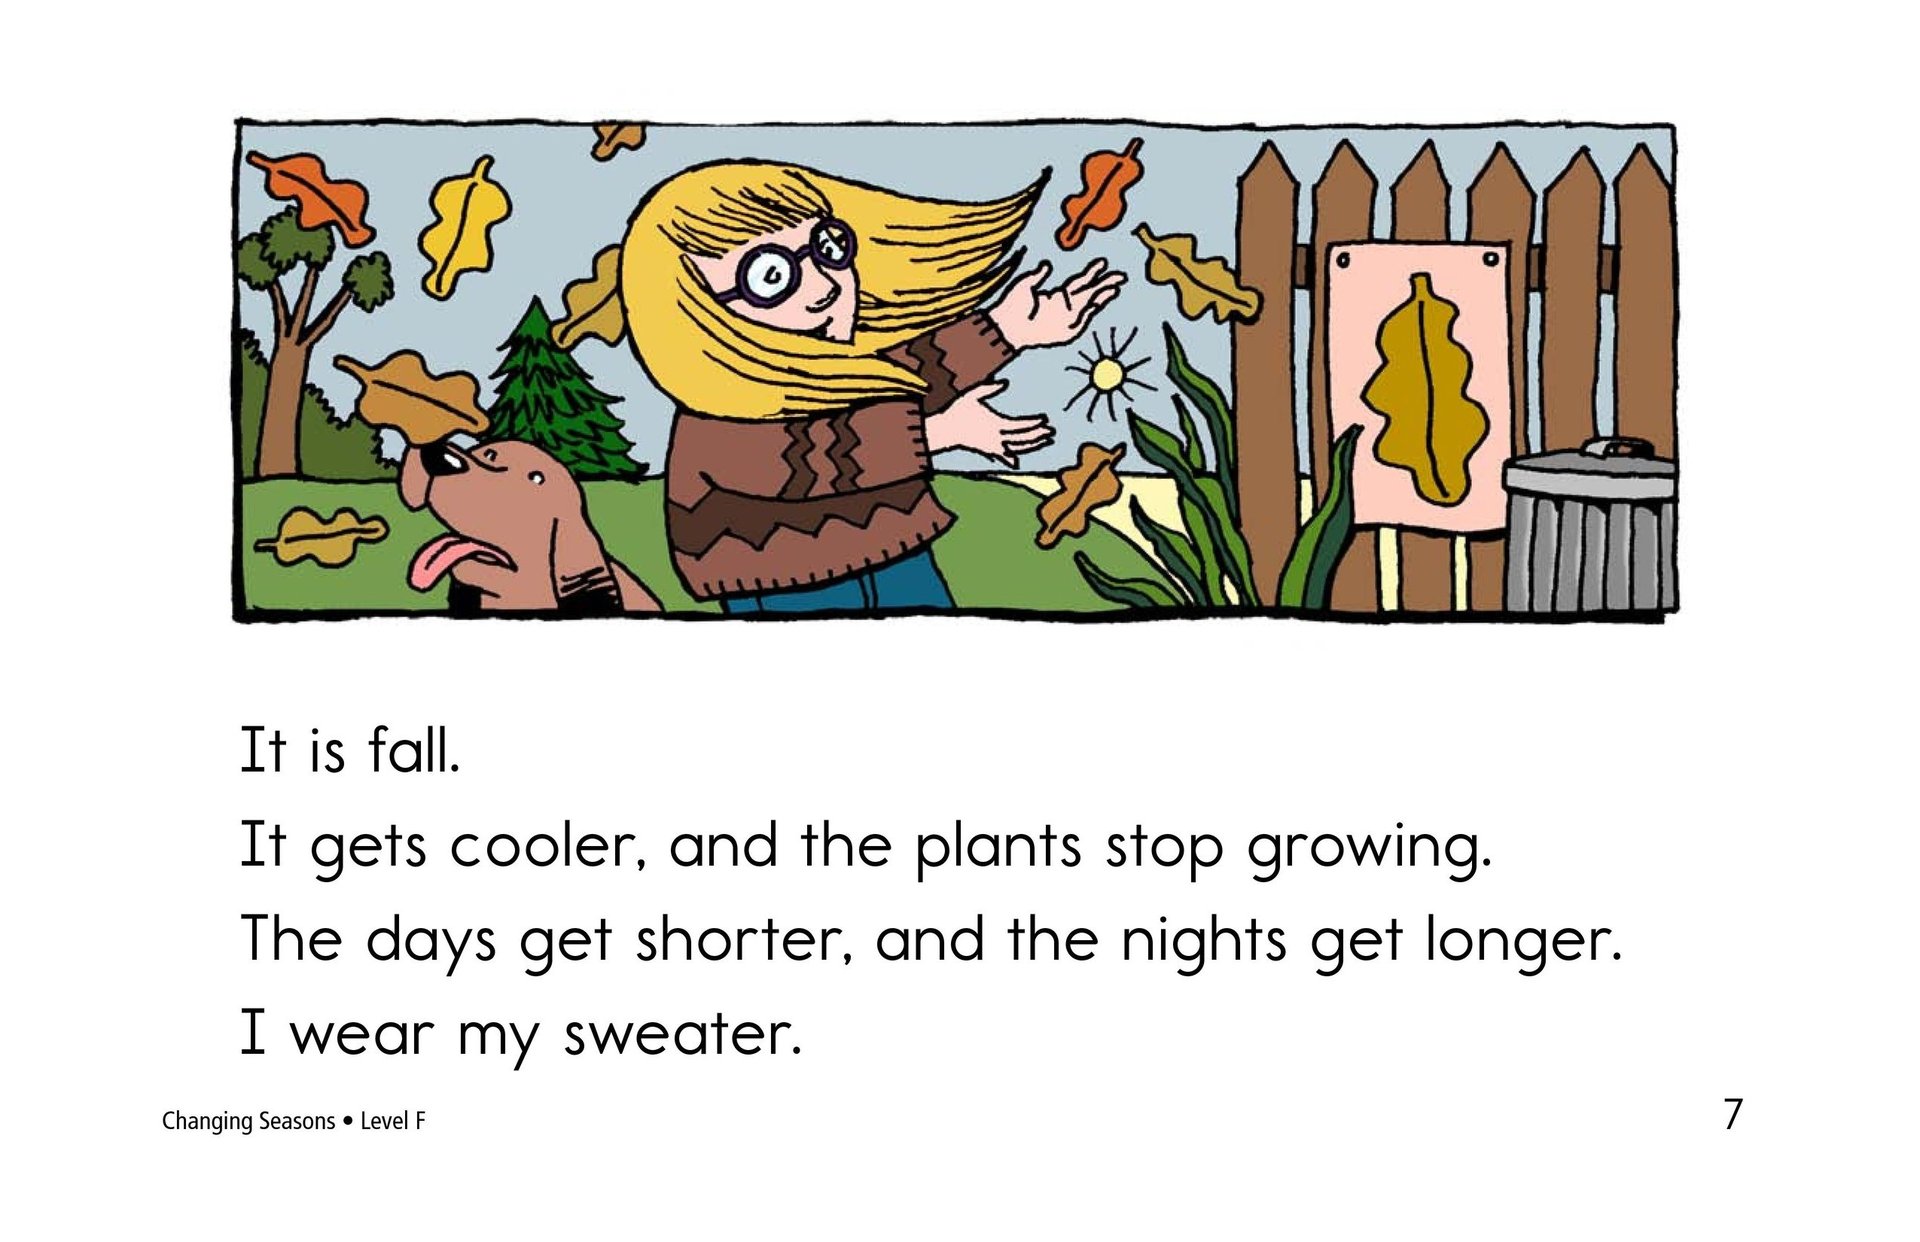 It is fall.
It gets cooler, and the plants stop growing.
The days get shorter, and the nights get longer.
I wear my sweater.
Changing Seasons • Level F
7